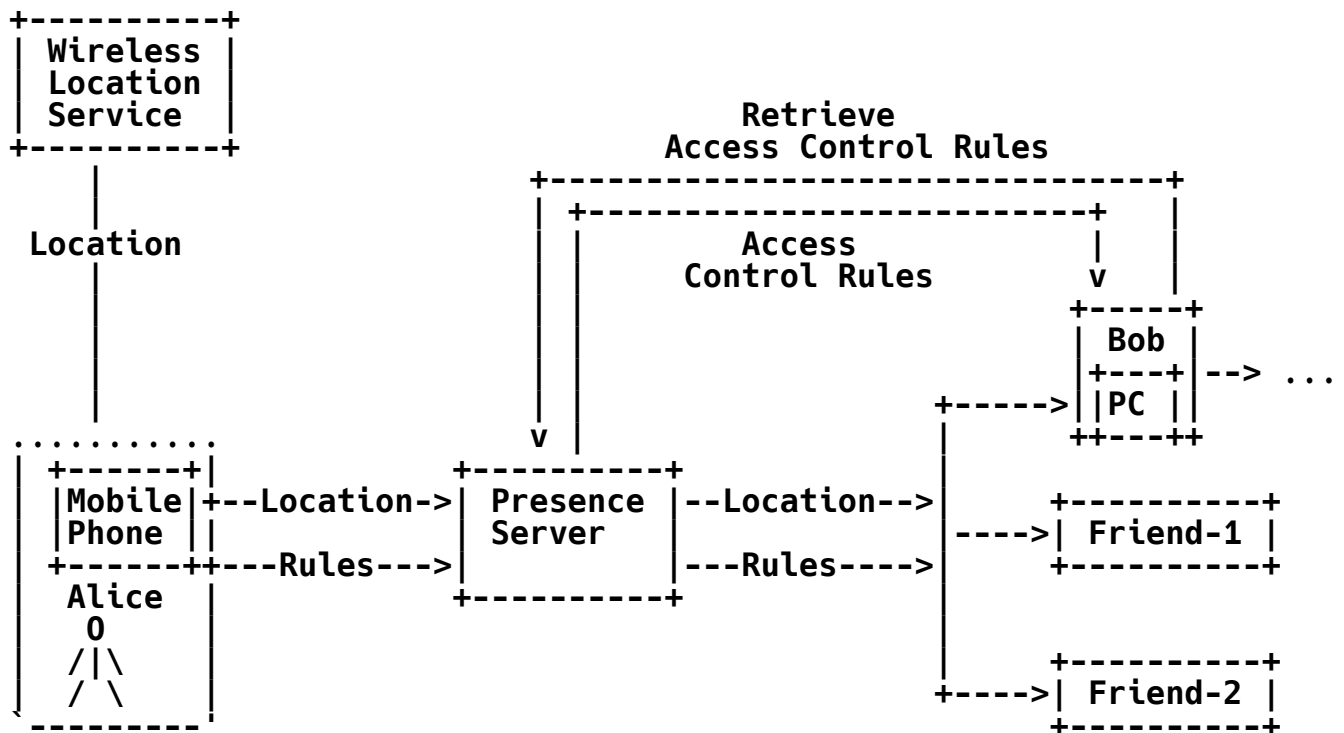 Wireless
Location
Service
Retrieve
Access Control Rules
Location
Access
Control Rules
Bob
PC
...
Mobile
Phone
Location
Presence
Server
Location
Friend-1
Rules
Rules
Alice
Friend-2